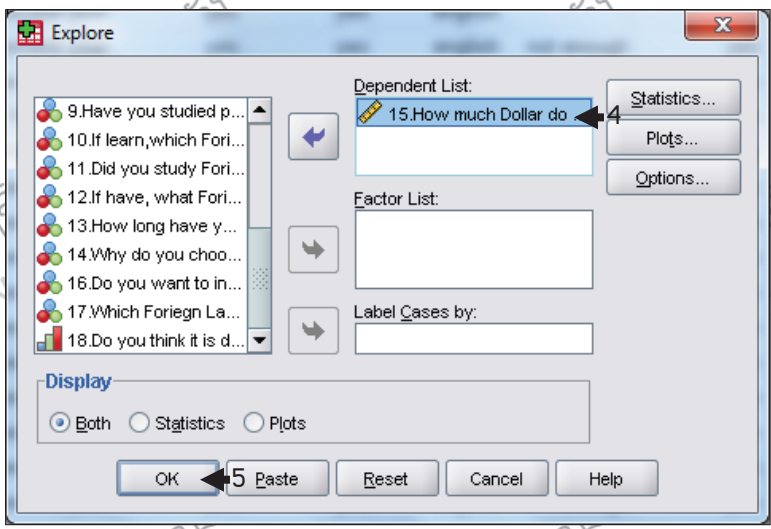 Explore
Dependent List:
15.How much Dollar do ...
4
Statistics...
Plots...
Options...
9.Have you studied p...
10.If learn,which Fori...
11.Did you study Fori...
12.If have, what Fori...
13.How long have y...
14.Why do you choo...
16.Do you want to in...
17.Which Foriegn La...
18.Do you think it is d...
Factor List:
Label Cases by:
Display
Both Statistics Plots
OK 5 Paste Reset Cancel Help